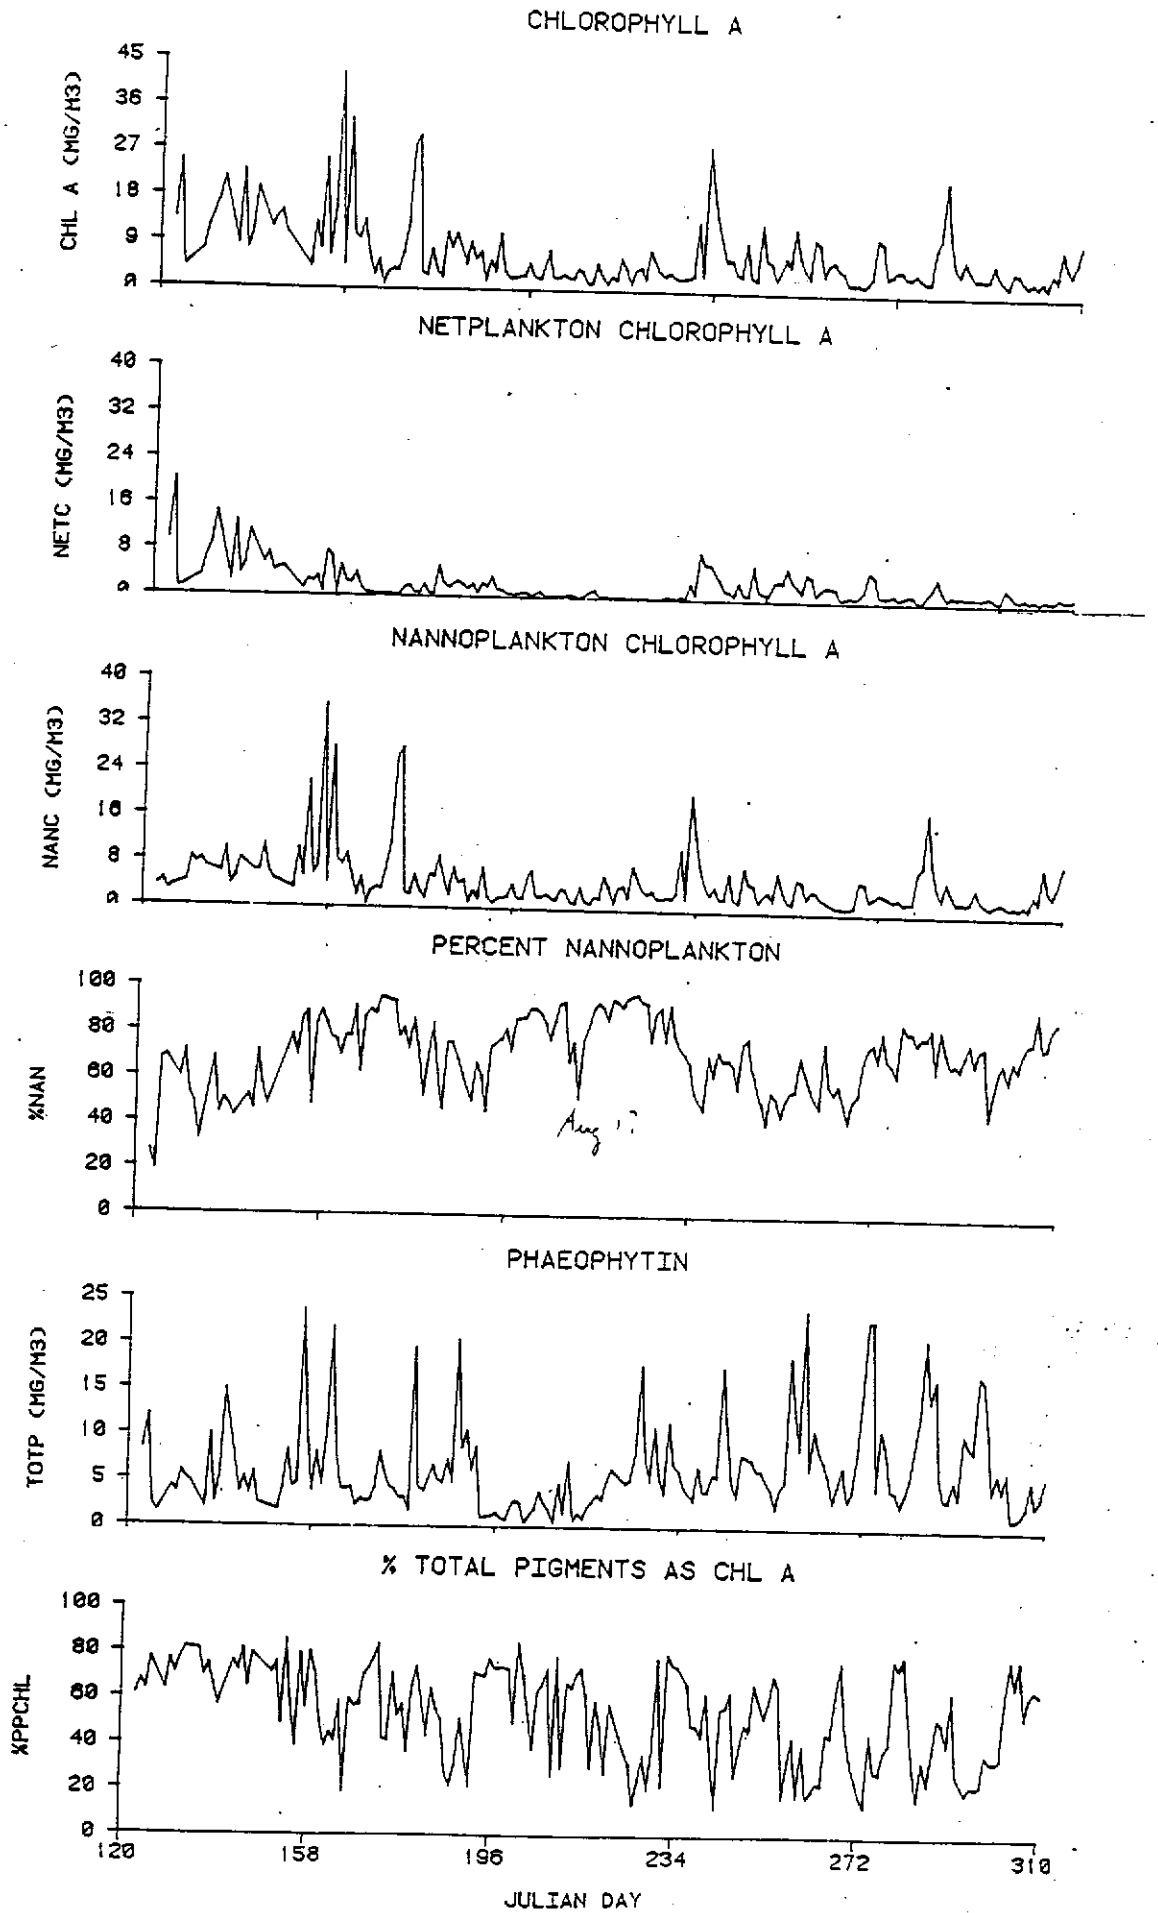 CHLOROPHYLL A
CHL A (MG/M3)
45
36
27
18
9
0
NETPLANKTON CHLOROPHYLL A
NETC (MG/M3)
40
32
24
16
8
0
NANNOPLANKTON CHLOROPHYLL A
NANC (MG/M3)
40
32
24
16
8
0
PERCENT NANNOPLANKTON
%NAN
100
80
60
40
20
0
Aug
PHAEOPHYTIN
TOTP (MG/M3)
25
20
15
10
5
0
% TOTAL PIGMENTS AS CHL A
%PPCHL
100
80
60
40
20
0
120 158 196 234 272 310
JULIAN DAY